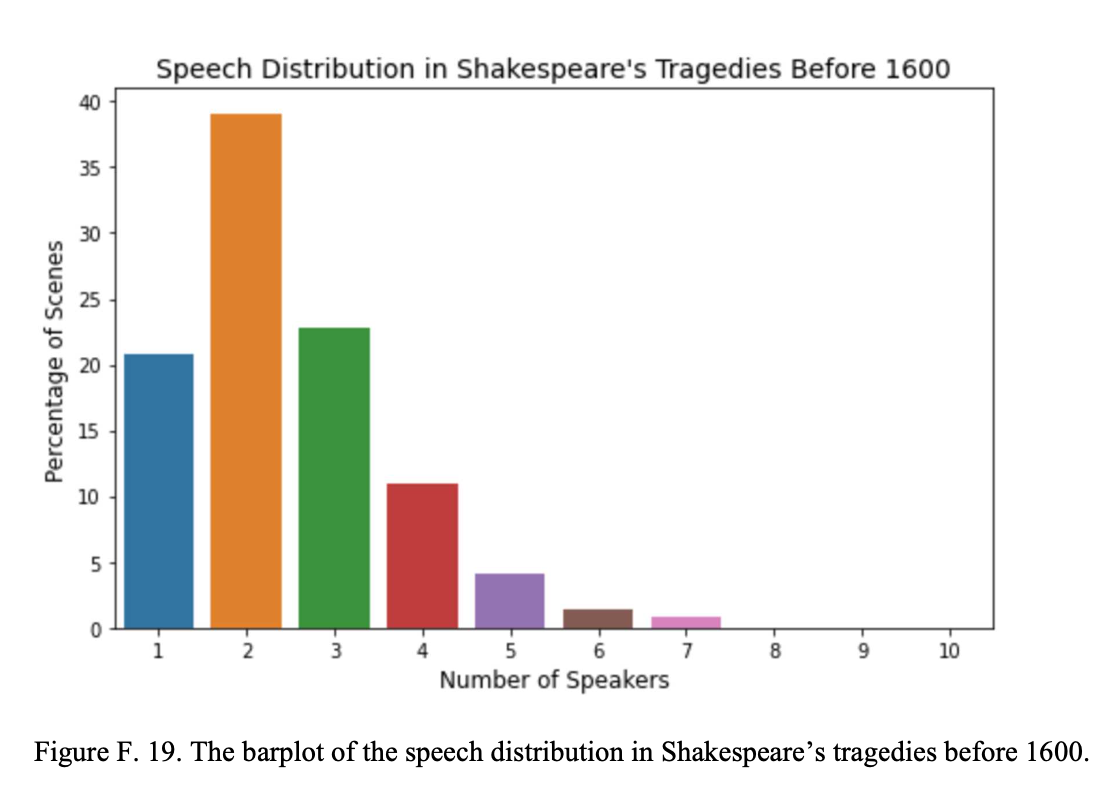 Speech Distribution in Shakespeare's Tragedies Before 1600
40
35
30
25
20
15
10
5
0
Percentage of Scenes
1 2 3 4 5 6 7 8 9 10
Number of Speakers
Figure F. 19. The barplot of the speech distribution in Shakespeare’s tragedies before 1600.